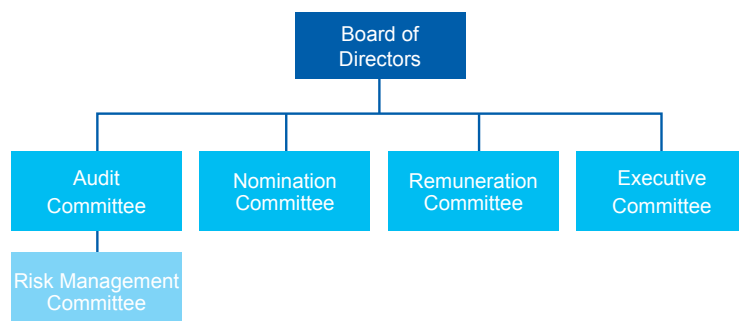 Board of
Directors
Audit
Committee
Nomination
Committee
Remuneration
Committee
Executive
Committee
Risk Management
Committee